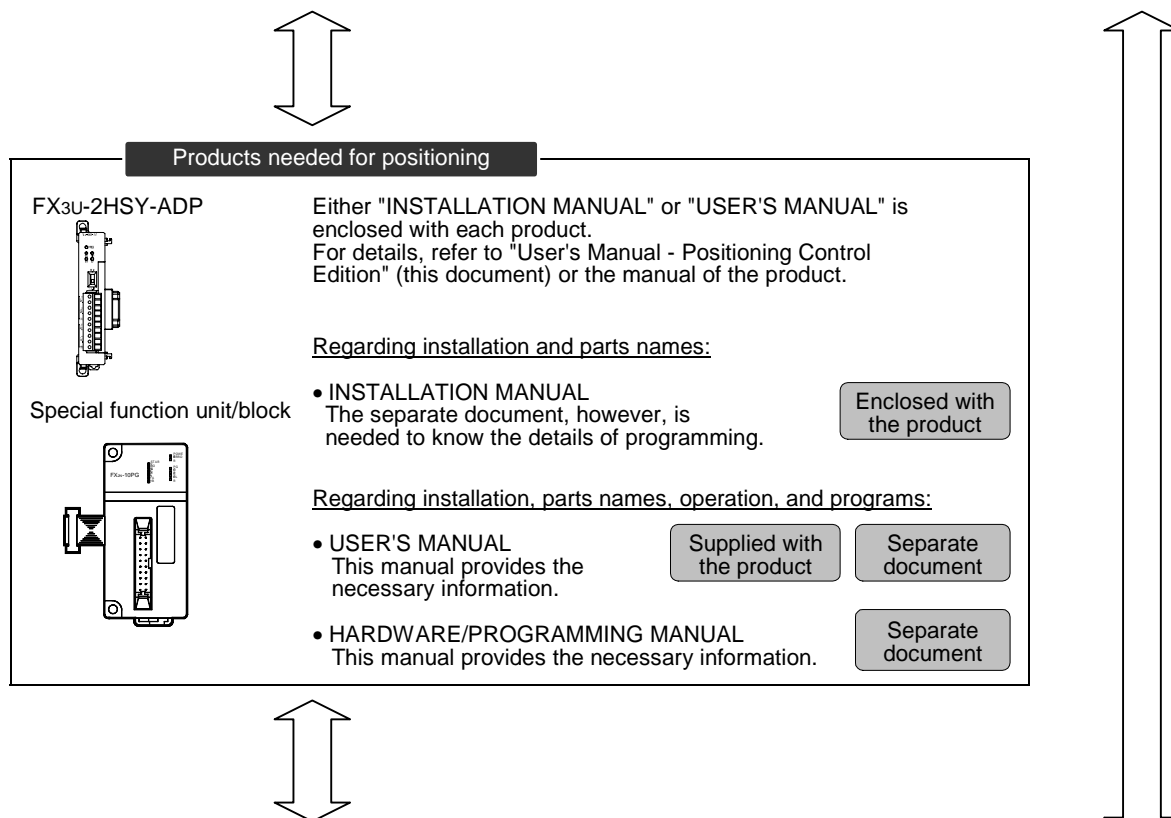 Products needed for positioning
FX3U-2HSY-ADP
Either "INSTALLATION MANUAL" or "USER'S MANUAL" is
enclosed with each product.
For details, refer to "User's Manual - Positioning Control
Edition" (this document) or the manual of the product.
Regarding installation and parts names:
Special function unit/block
• INSTALLATION MANUAL
The separate document, however, is
needed to know the details of programming.
Enclosed with
the product
FX2N-10PG
Regarding installation, parts names, operation, and programs:
• USER'S MANUAL
This manual provides the
necessary information.
Supplied with
the product
Separate
document
• HARDWARE/PROGRAMMING MANUAL
This manual provides the necessary information.
Separate
document